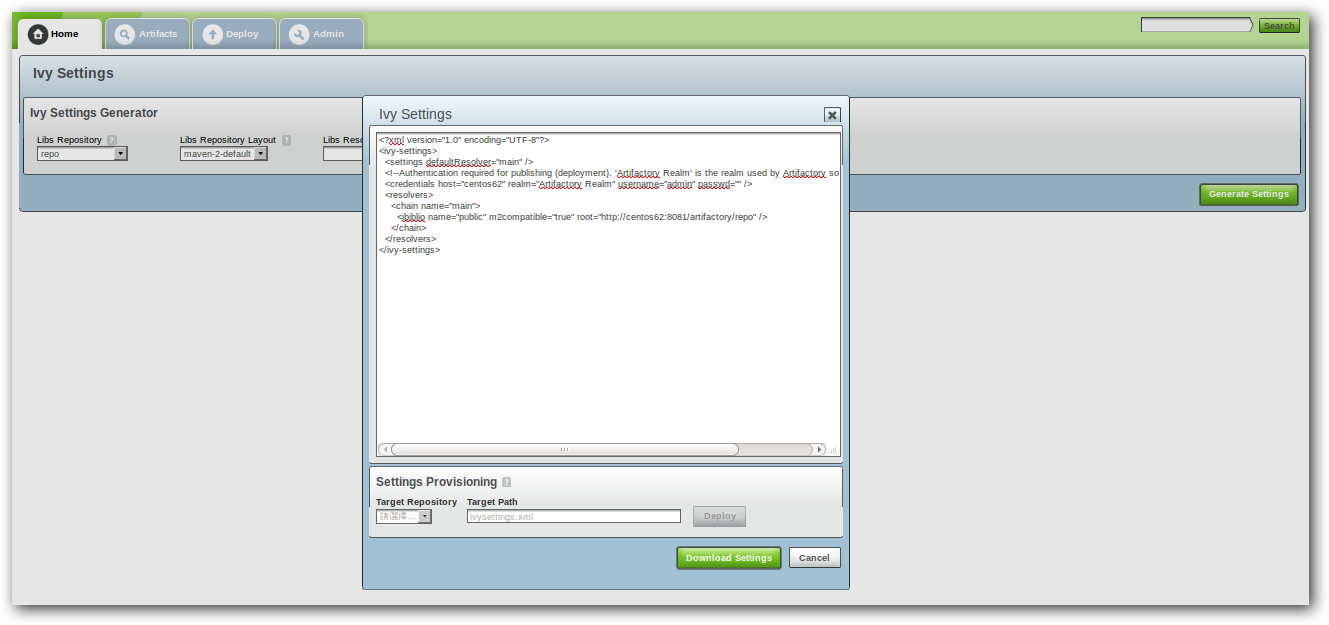 Home
Artifacts
Deploy
Admin
Search
Ivy Settings
Ivy Settings Generator
Libs Repository ?
Libs Repository Layout ?
Libs Reso
repo
maven-2-default
Generate Settings
Ivy Settings
<?xml version="1.0" encoding="UTF-8"?>
<ivy-settings>
<settings defaultResolver="main" />
<!--Authentication required for publishing (deployment). 'Artifactory Realm' is the realm used by Artifactory so
<credentials host="centos62" realm="Artifactory Realm" username="admin" passwd="" />
<resolvers>
<chain name="main">
<ibiblio name="public" m2compatible="true" root="http://centos62:8081/artifactory/repo" />
</chain>
</resolvers>
</ivy-settings>
Settings Provisioning ?
Target Repository
Target Path
請選擇...
ivysettings.xml
Deploy
Download Settings
Cancel